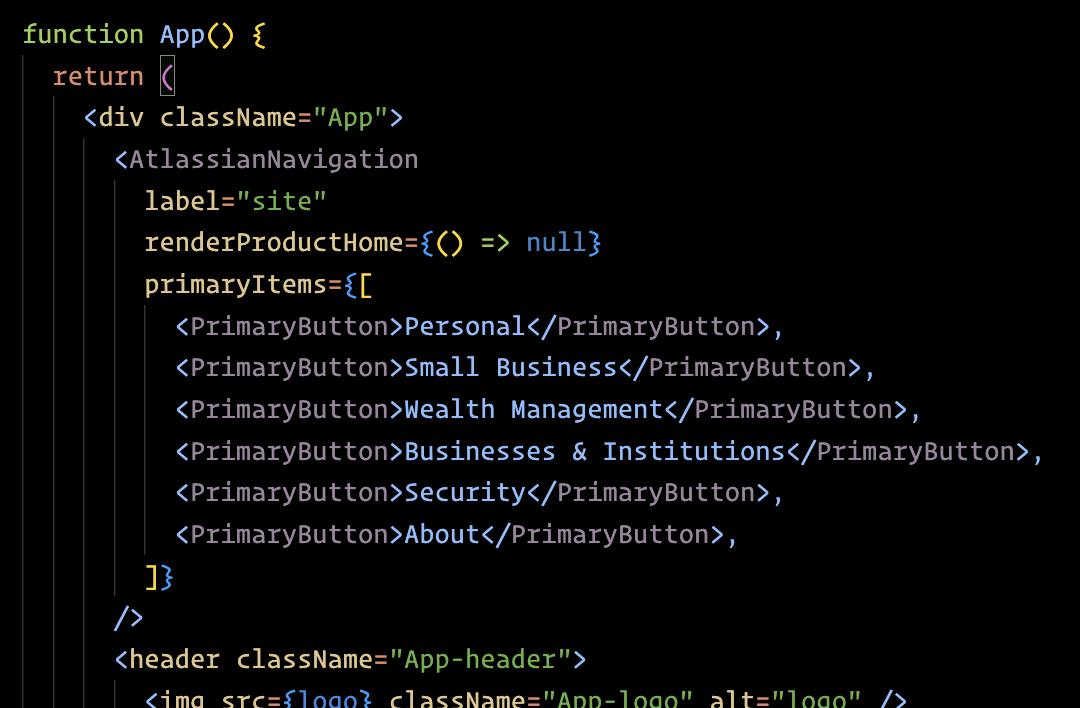 function App() {
return (
<div className="App">
<AtlassianNavigation
label="site"
renderProductHome={() => null}
primaryItems={[
<PrimaryButton>Personal</PrimaryButton>,
<PrimaryButton>Small Business</PrimaryButton>,
<PrimaryButton>Wealth Management</PrimaryButton>,
<PrimaryButton>Businesses & Institutions</PrimaryButton>,
<PrimaryButton>Security</PrimaryButton>,
<PrimaryButton>About</PrimaryButton>,
]}
/>
<header className="App-header">
<img src={logo} className="App-logo" alt="logo" />